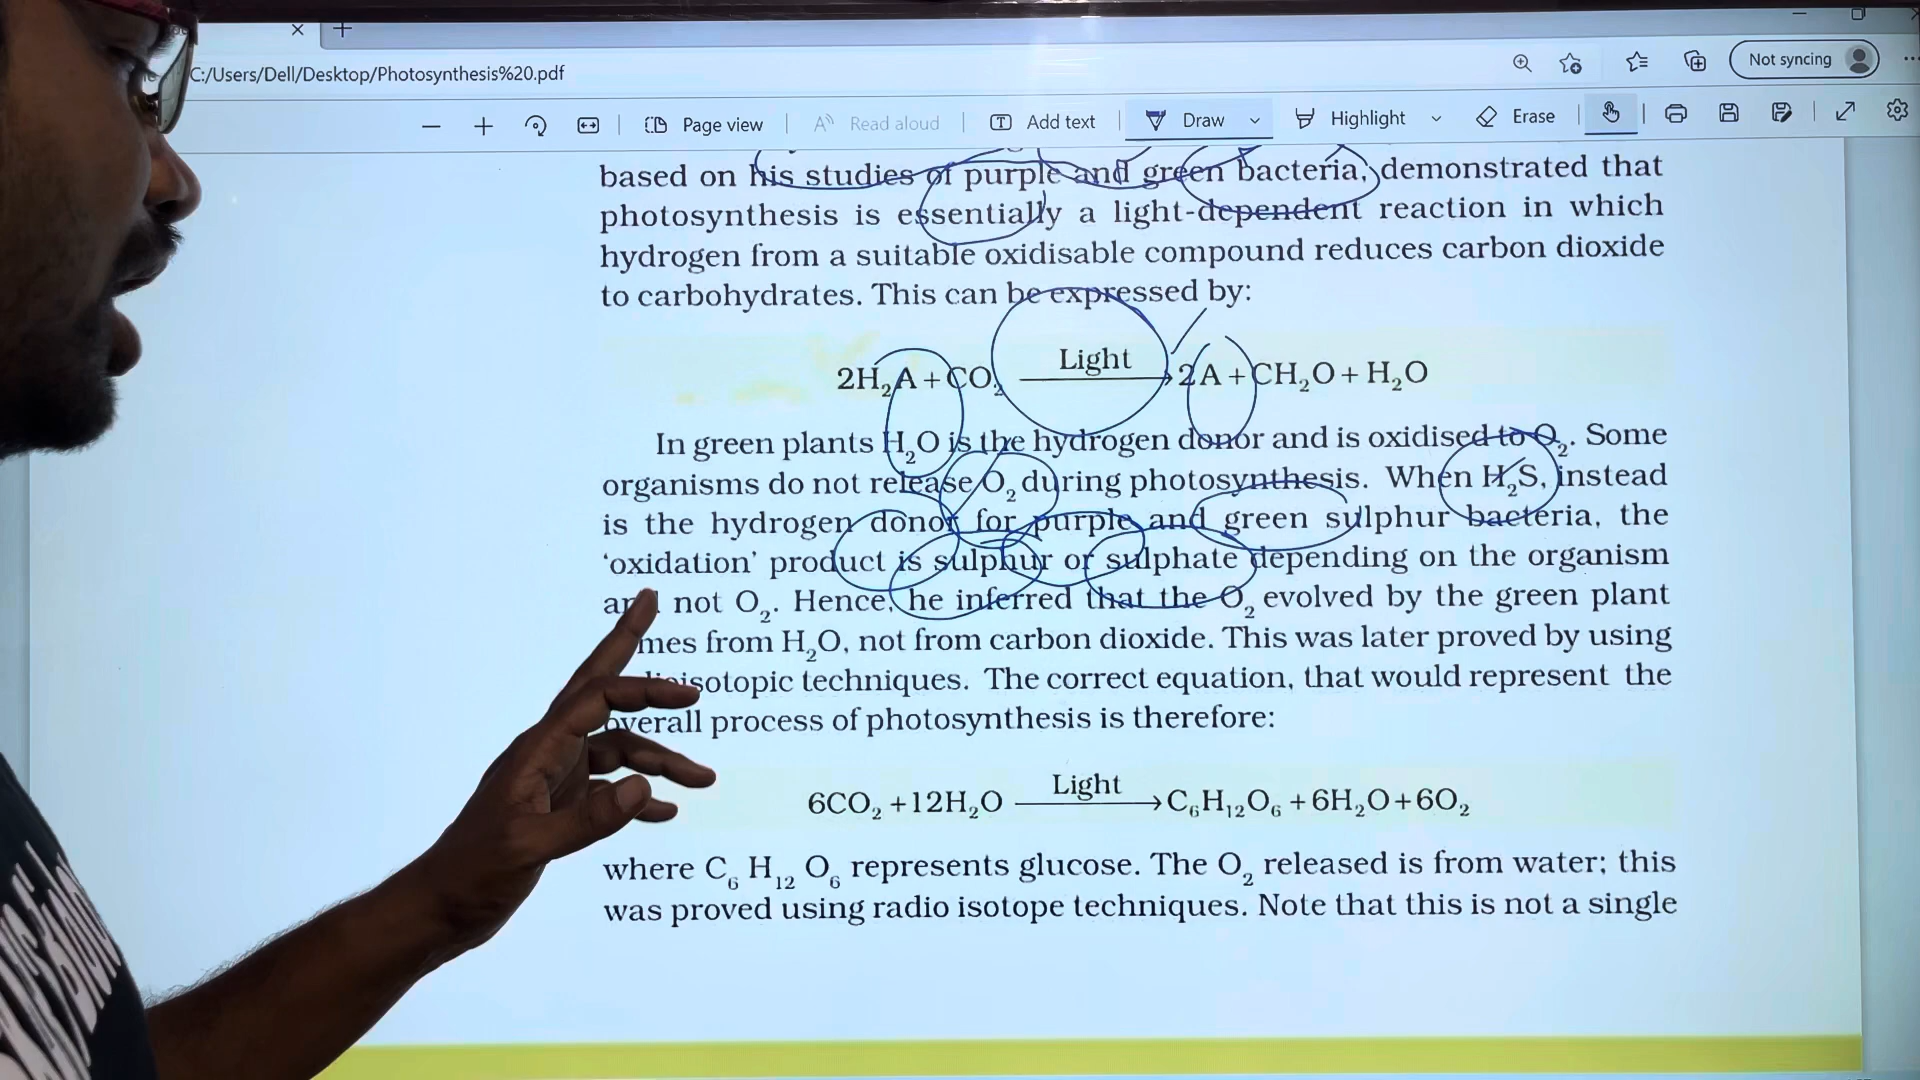 C:/Users/Dell/Desktop/Photosynthesis%20.pdf
Not syncing
Page view
Read aloud
Add text
Draw
Highlight
Erase
based on his studies of purple and green bacteria, demonstrated that
photosynthesis is essentially a light-dependent reaction in which
hydrogen from a suitable oxidisable compound reduces carbon dioxide
to carbohydrates. This can be expressed by:
2H₂A + CO₂ Light → 2A + CH₂O + H₂O
In green plants H₂O is the hydrogen donor and is oxidised to O₂. Some
organisms do not release O₂ during photosynthesis. When H₂S, instead
is the hydrogen donor for purple and green sulphur bacteria, the
‘oxidation’ product is sulphur or sulphate depending on the organism
not O₂. Hence, he inferred that the O₂ evolved by the green plant
from H₂O, not from carbon dioxide. This was later proved by using
techniques. The correct equation, that would represent the
overall process of photosynthesis is therefore:
6CO₂ + 12H₂O Light → C₆H₁₂O₆ + 6H₂O + 6O₂
where C₆ H₁₂ O₆ represents glucose. The O₂ released is from water; this
was proved using radio isotope techniques. Note that this is not a single